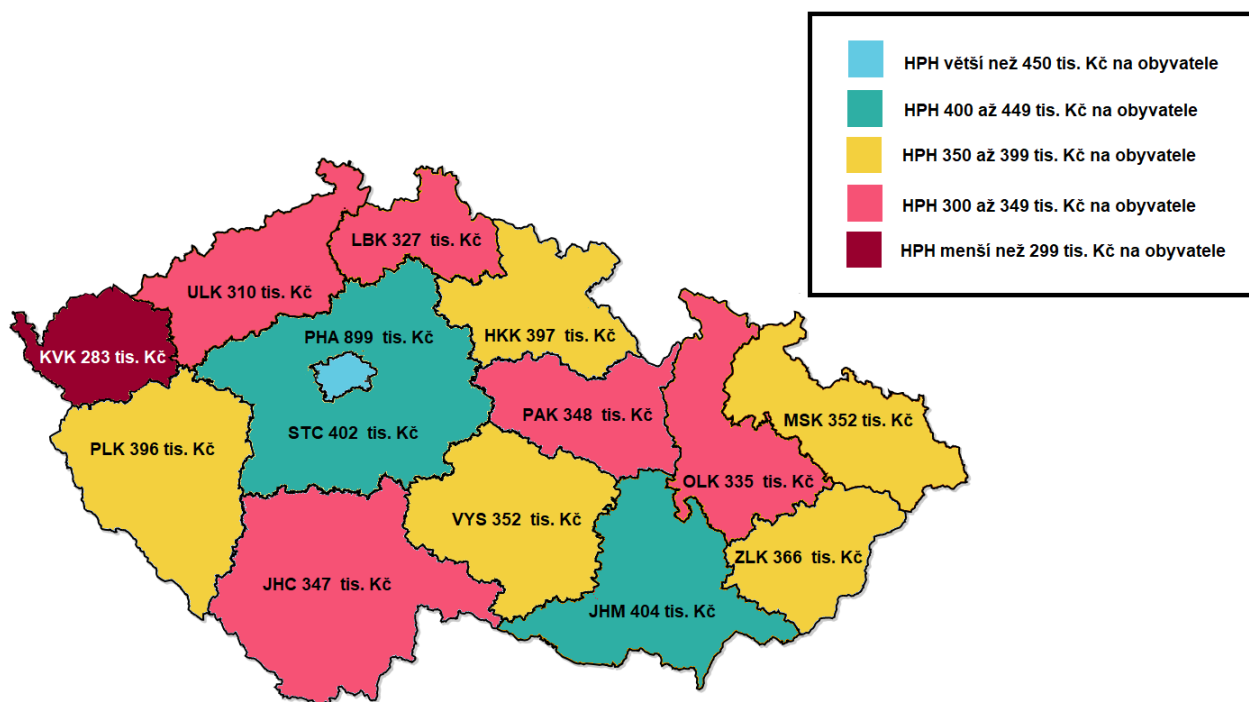 HPH větší než 450 tis. Kč na obyvatele
HPH 400 až 449 tis. Kč na obyvatele
HPH 350 až 399 tis. Kč na obyvatele
HPH 300 až 349 tis. Kč na obyvatele
HPH menší než 299 tis. Kč na obyvatele
LBK 327 tis. Kč
ULK 310 tis. Kč
PHA 899 tis. Kč
HKK 397 tis. Kč
KVK 283 tis. Kč
PAK 348 tis. Kč
MSK 352 tis. Kč
STC 402 tis. Kč
PLK 396 tis. Kč
OLK 335 tis. Kč
VYS 352 tis. Kč
ZLK 366 tis. Kč
JHC 347 tis. Kč
JHM 404 tis. Kč